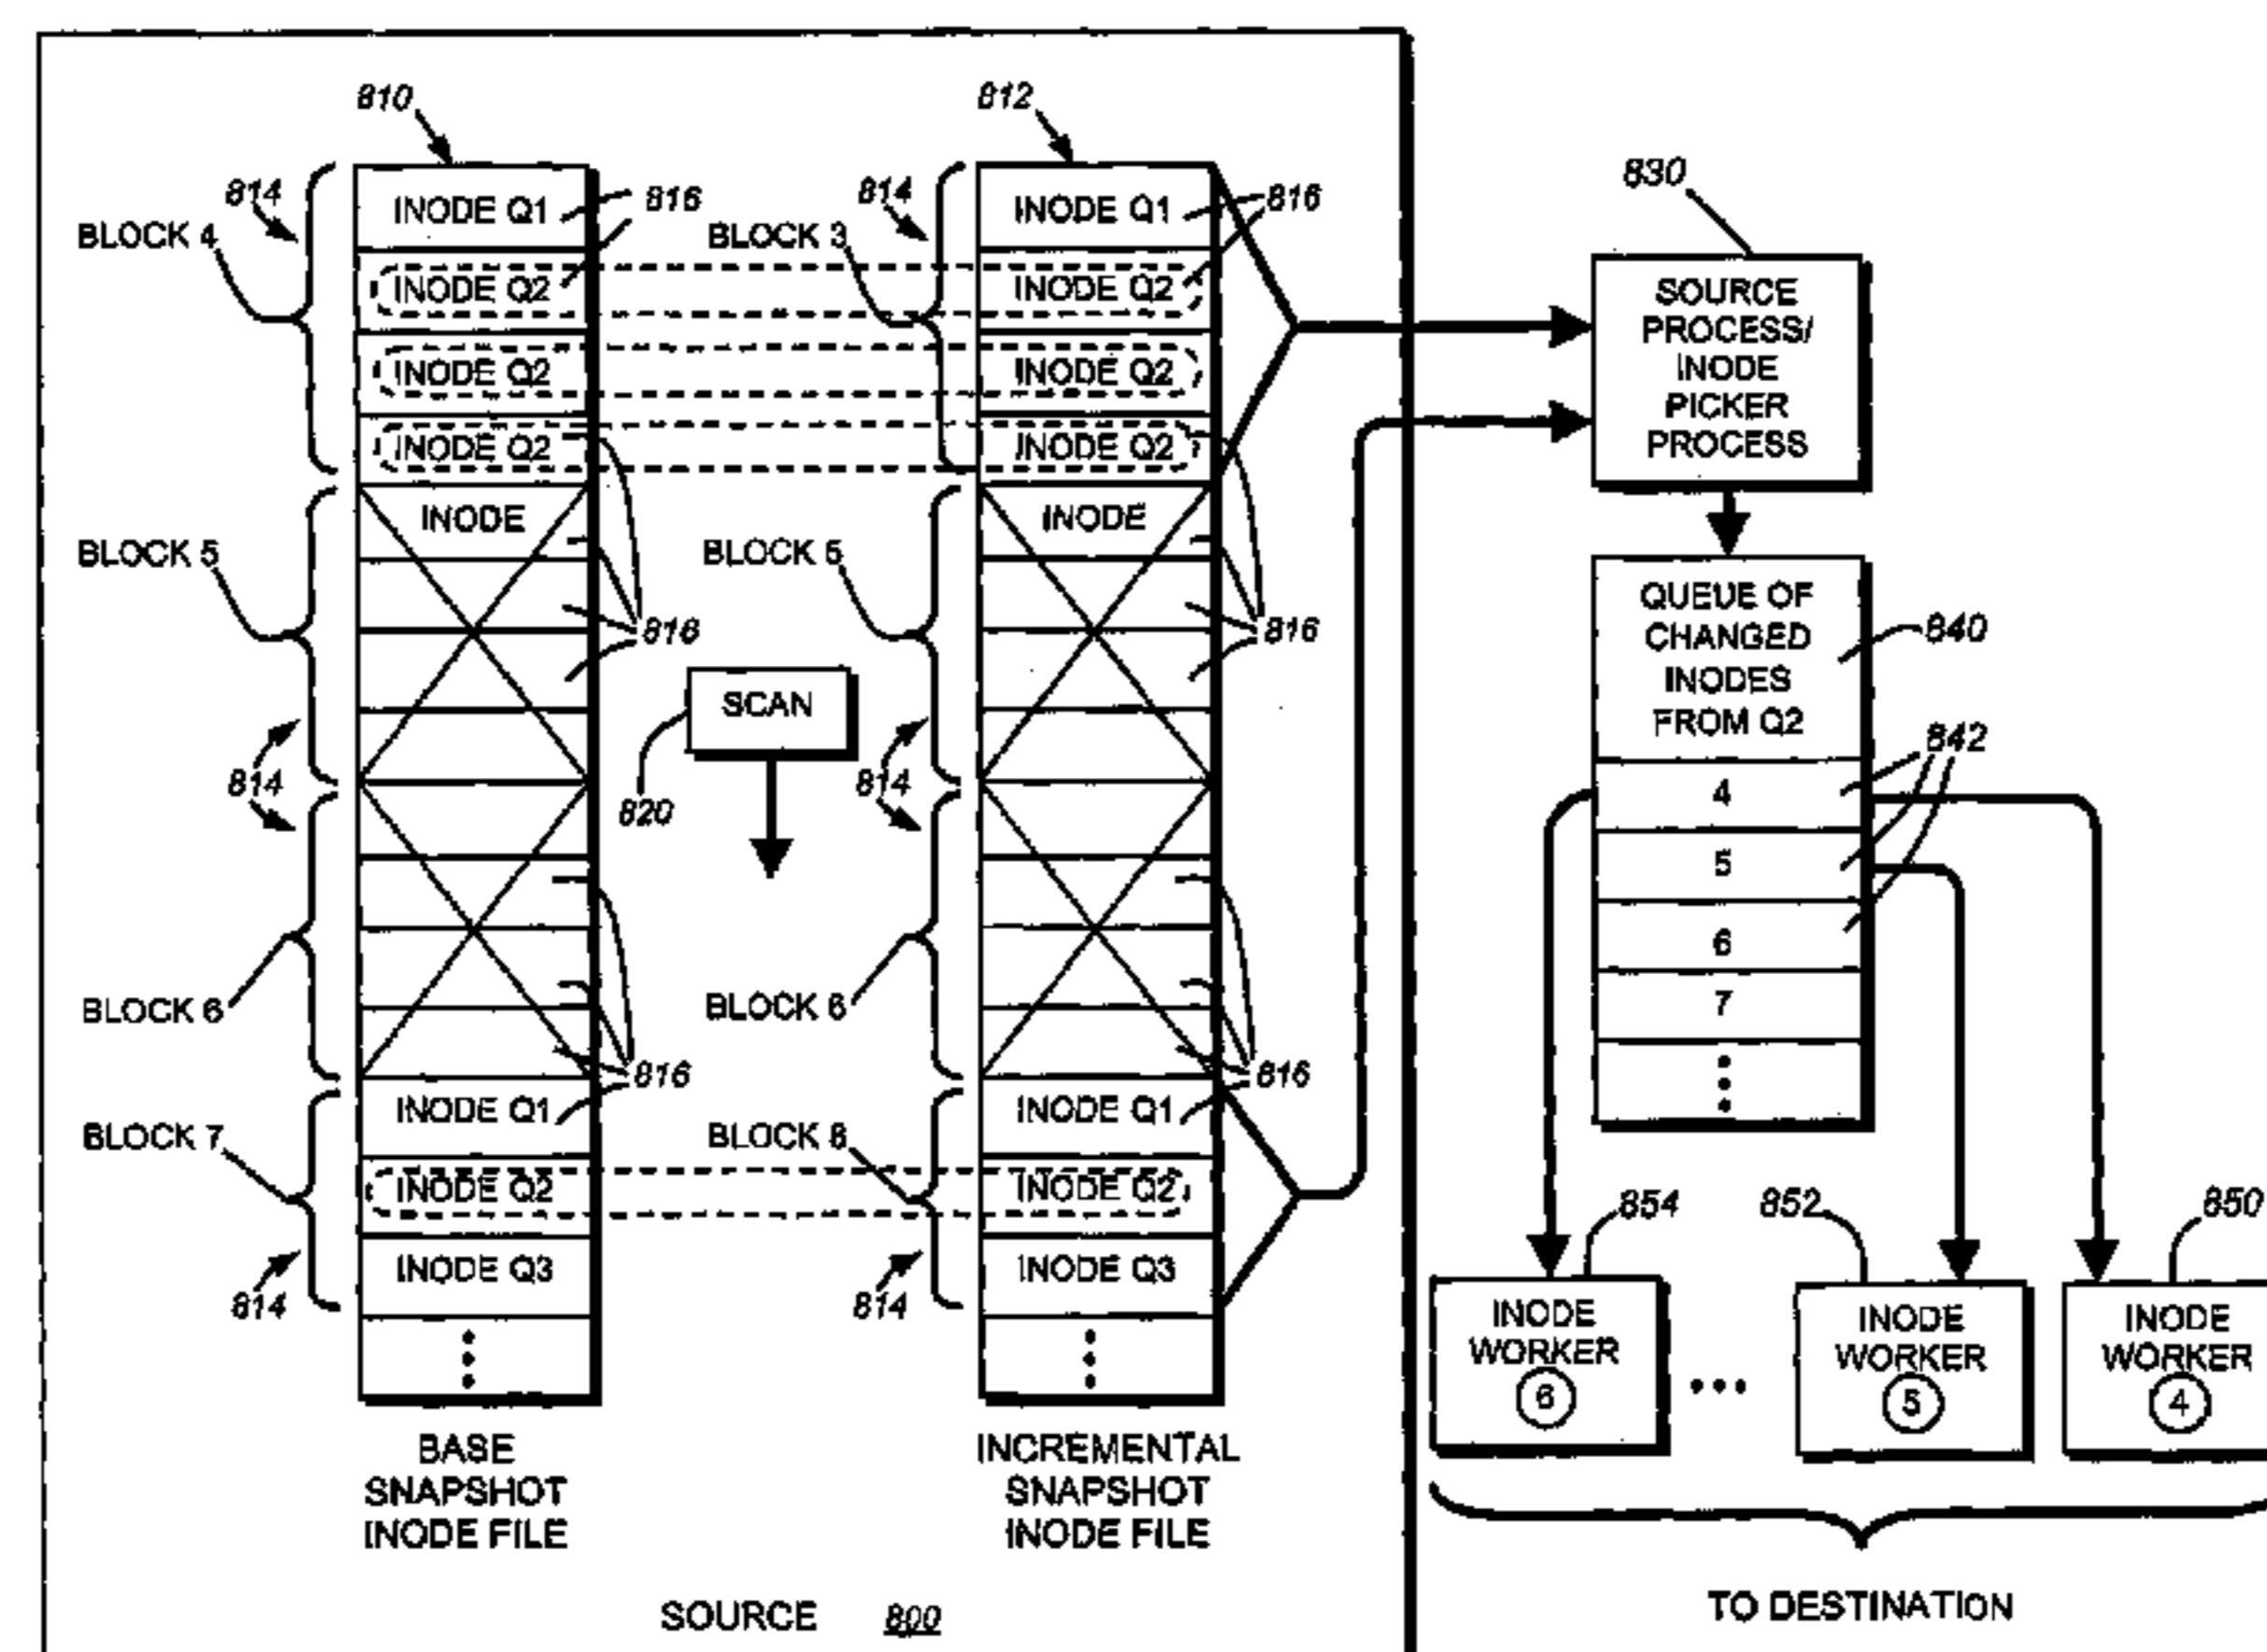 810
812
814
BLOCK 4
INODE Q1
816
INODE Q2
INODE Q2
INODE Q2
814
BLOCK 3
INODE Q1
816
INODE Q2
INODE Q2
INODE Q2
BLOCK 5
INODE
816
BLOCK 5
INODE
816
SCAN
820
814
814
BLOCK 6
816
BLOCK 6
816
BLOCK 7
INODE Q1
INODE Q2
INODE Q3
814
BLOCK 8
INODE Q1
INODE Q2
INODE Q3
814
BASE
SNAPSHOT
INODE FILE
INCREMENTAL
SNAPSHOT
INODE FILE
SOURCE 800
830
SOURCE
PROCESS/
INODE
PICKER
PROCESS
QUEUE OF
CHANGED
INODES
FROM Q2
840
842
4
5
6
7
854
INODE
WORKER
6
852
INODE
WORKER
5
850
INODE
WORKER
4
TO DESTINATION